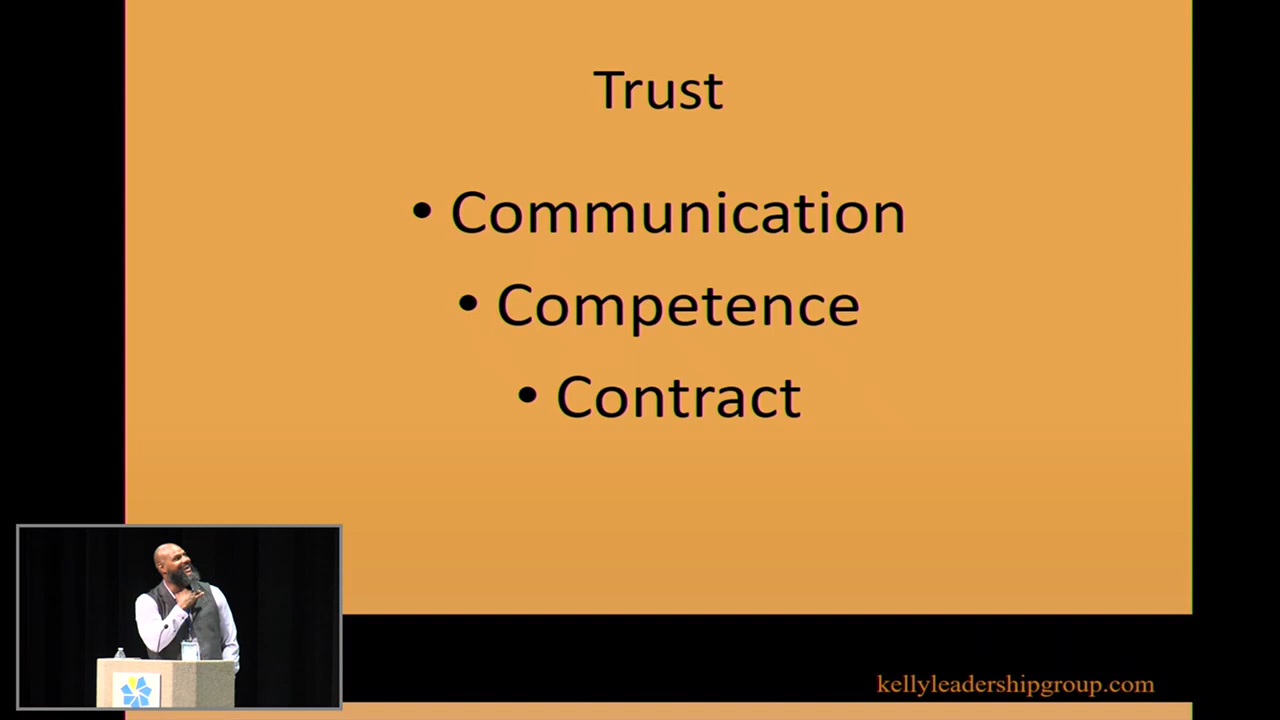 Trust
• Communication
• Competence
• Contract
kellyleadershipgroup.com